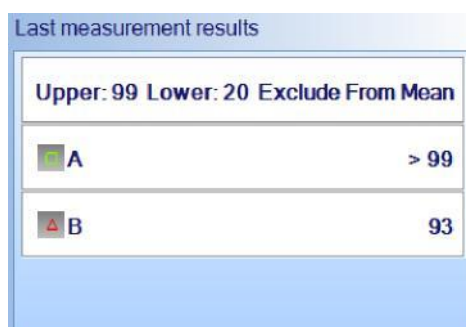 Last measurement results
Upper: 99 Lower: 20 Exclude From Mean
A > 99
B 93